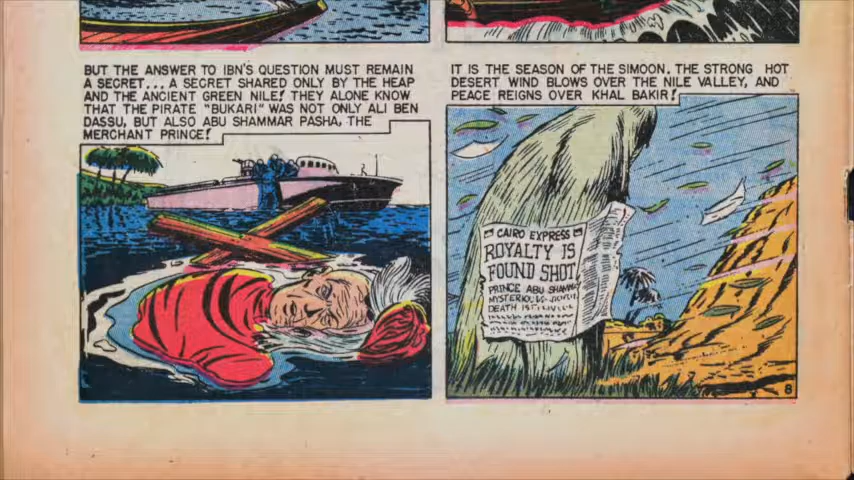 BUT THE ANSWER TO IBN'S QUESTION MUST REMAIN
A SECRET... A SECRET SHARED ONLY BY THE HEAP
AND THE ANCIENT GREEN NILE! THEY ALONE KNOW
THAT THE PIRATE "BUKARI" WAS NOT ONLY ALI BEN
DASSU, BUT ALSO ABU SHAMMAR PASHA, THE
MERCHANT PRINCE!
IT IS THE SEASON OF THE SIMOON. THE STRONG HOT
DESERT WIND BLOWS OVER THE NILE VALLEY, AND
PEACE REIGNS OVER KHAL BAKIR!
CAIRO EXPRESS
ROYALTY IS
FOUND SHOT!
PRINCE ABU SHAMMA
DEATH
8